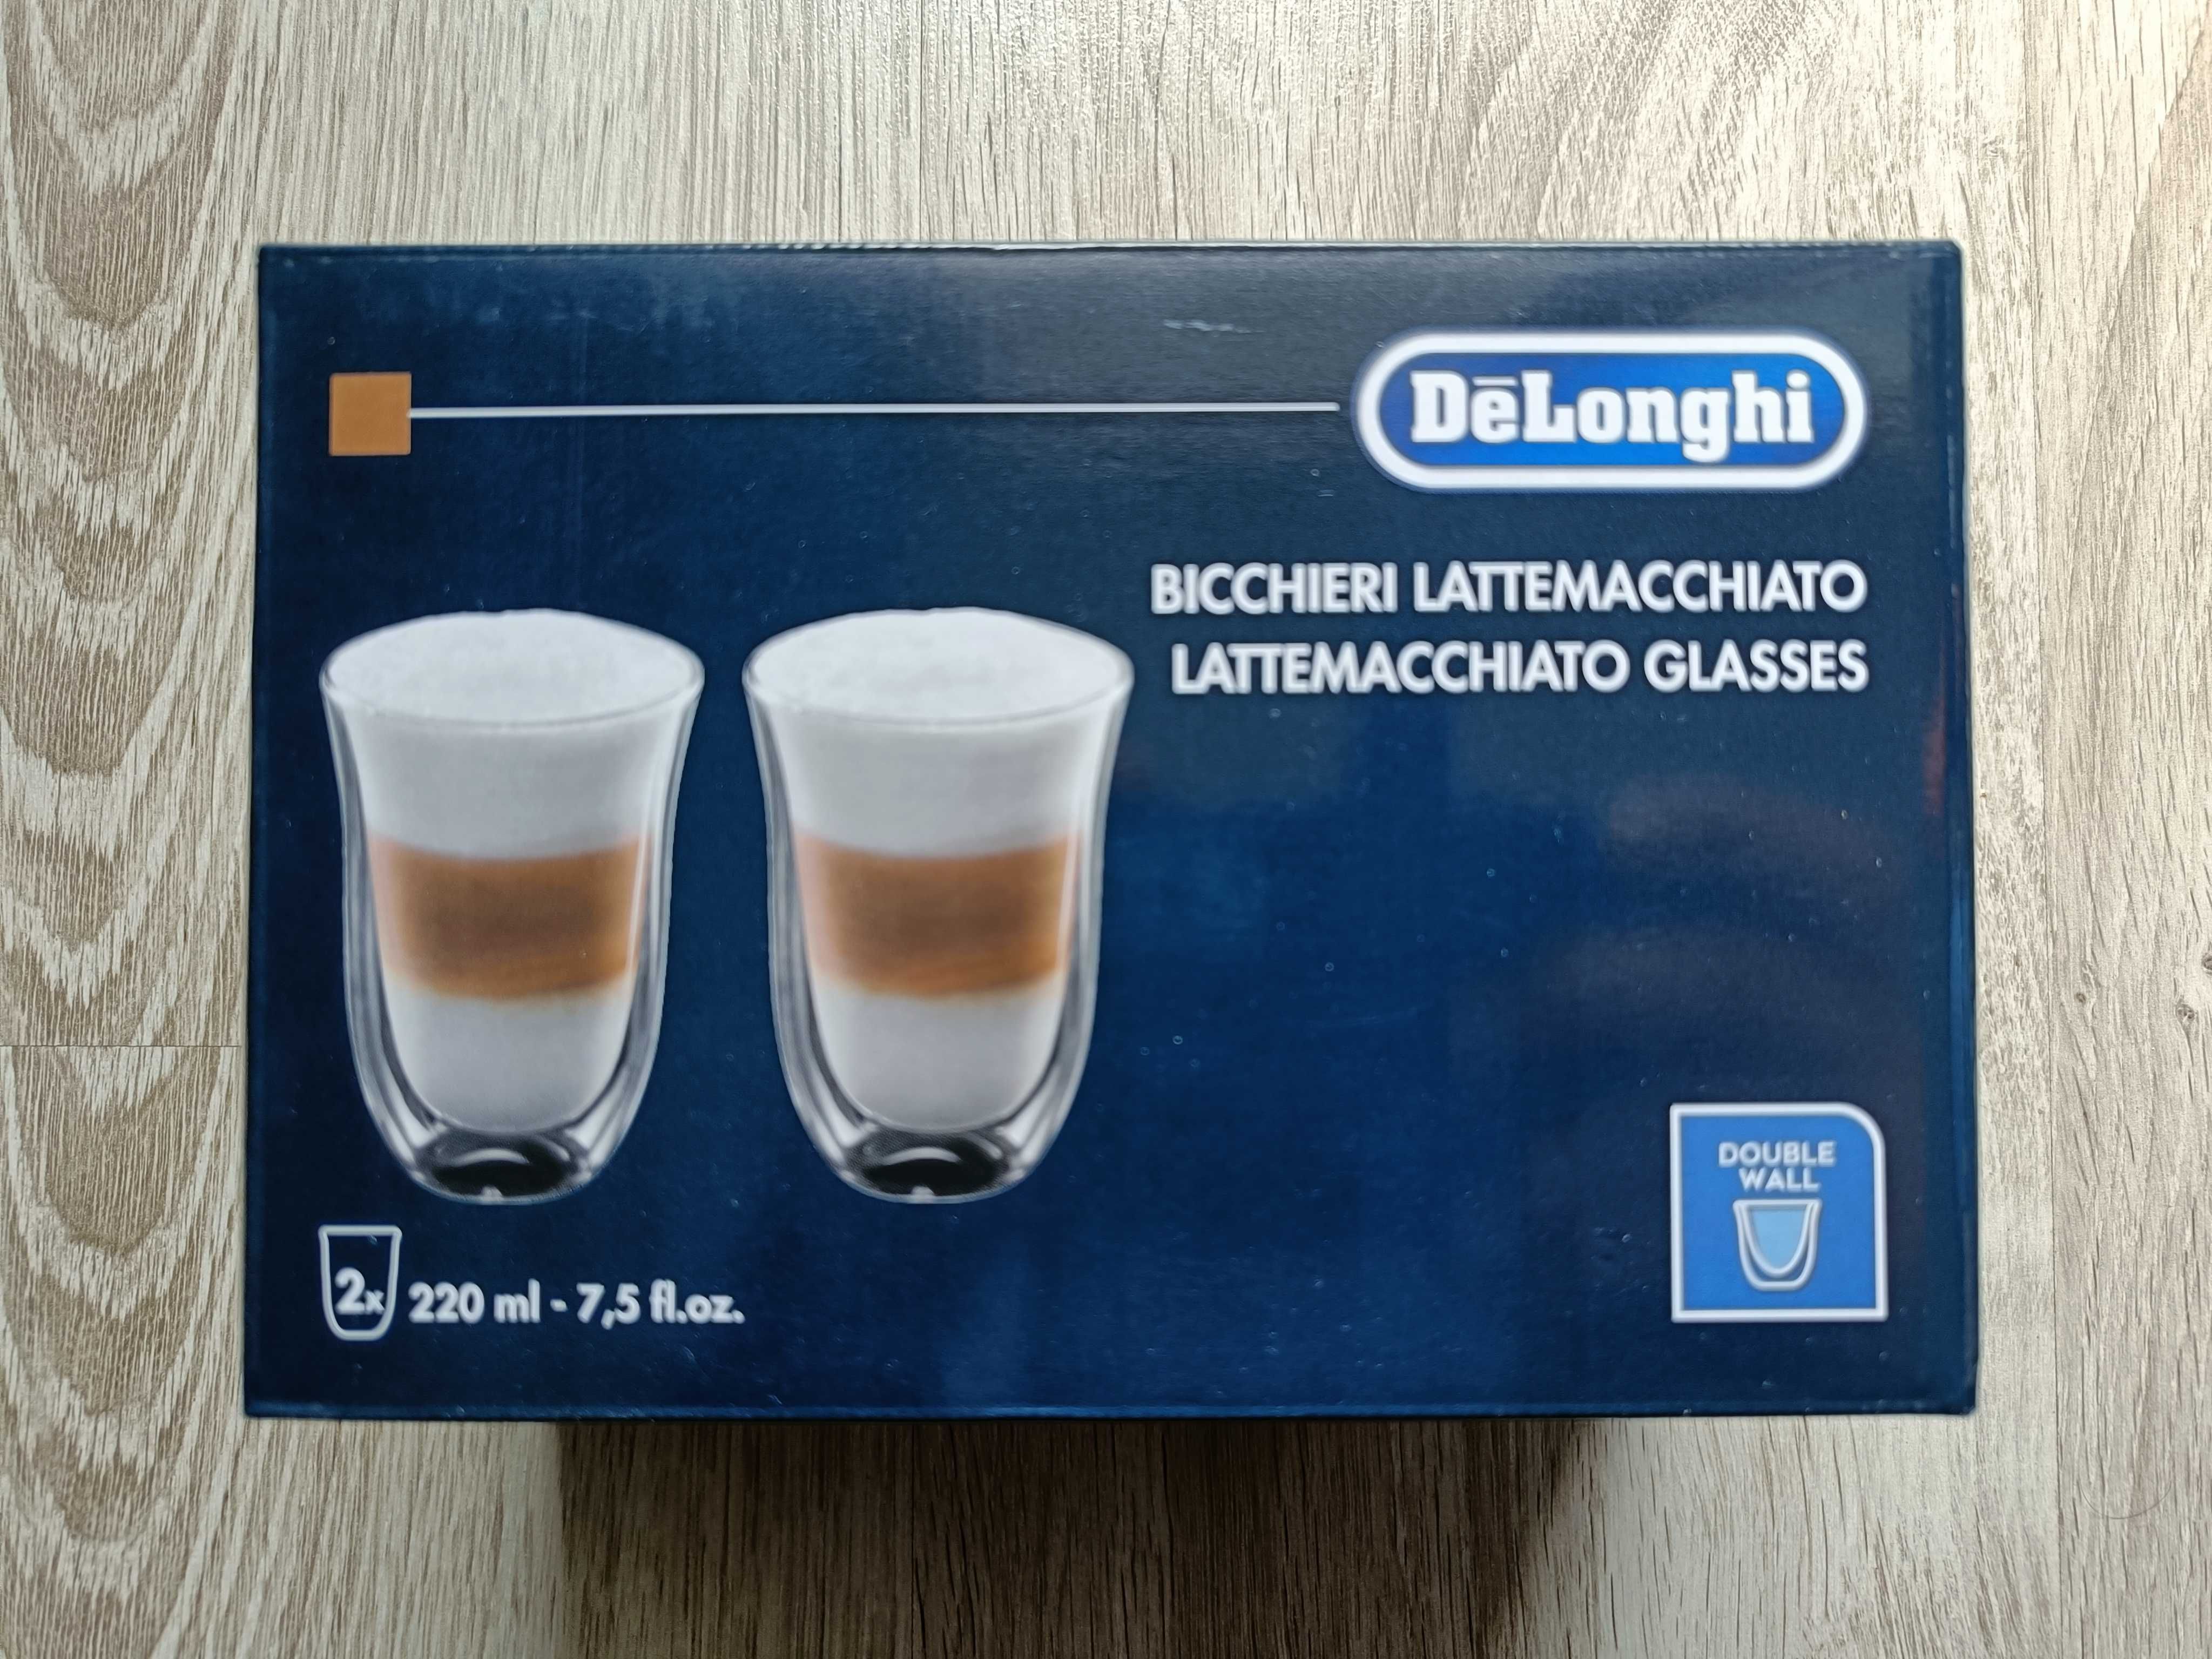 DēLonghi
BICCHIERI LATTEMACCHIATO
LATTEMACCHIATO GLASSES
DOUBLE
WALL
2x 220 ml - 7,5 fl.oz.